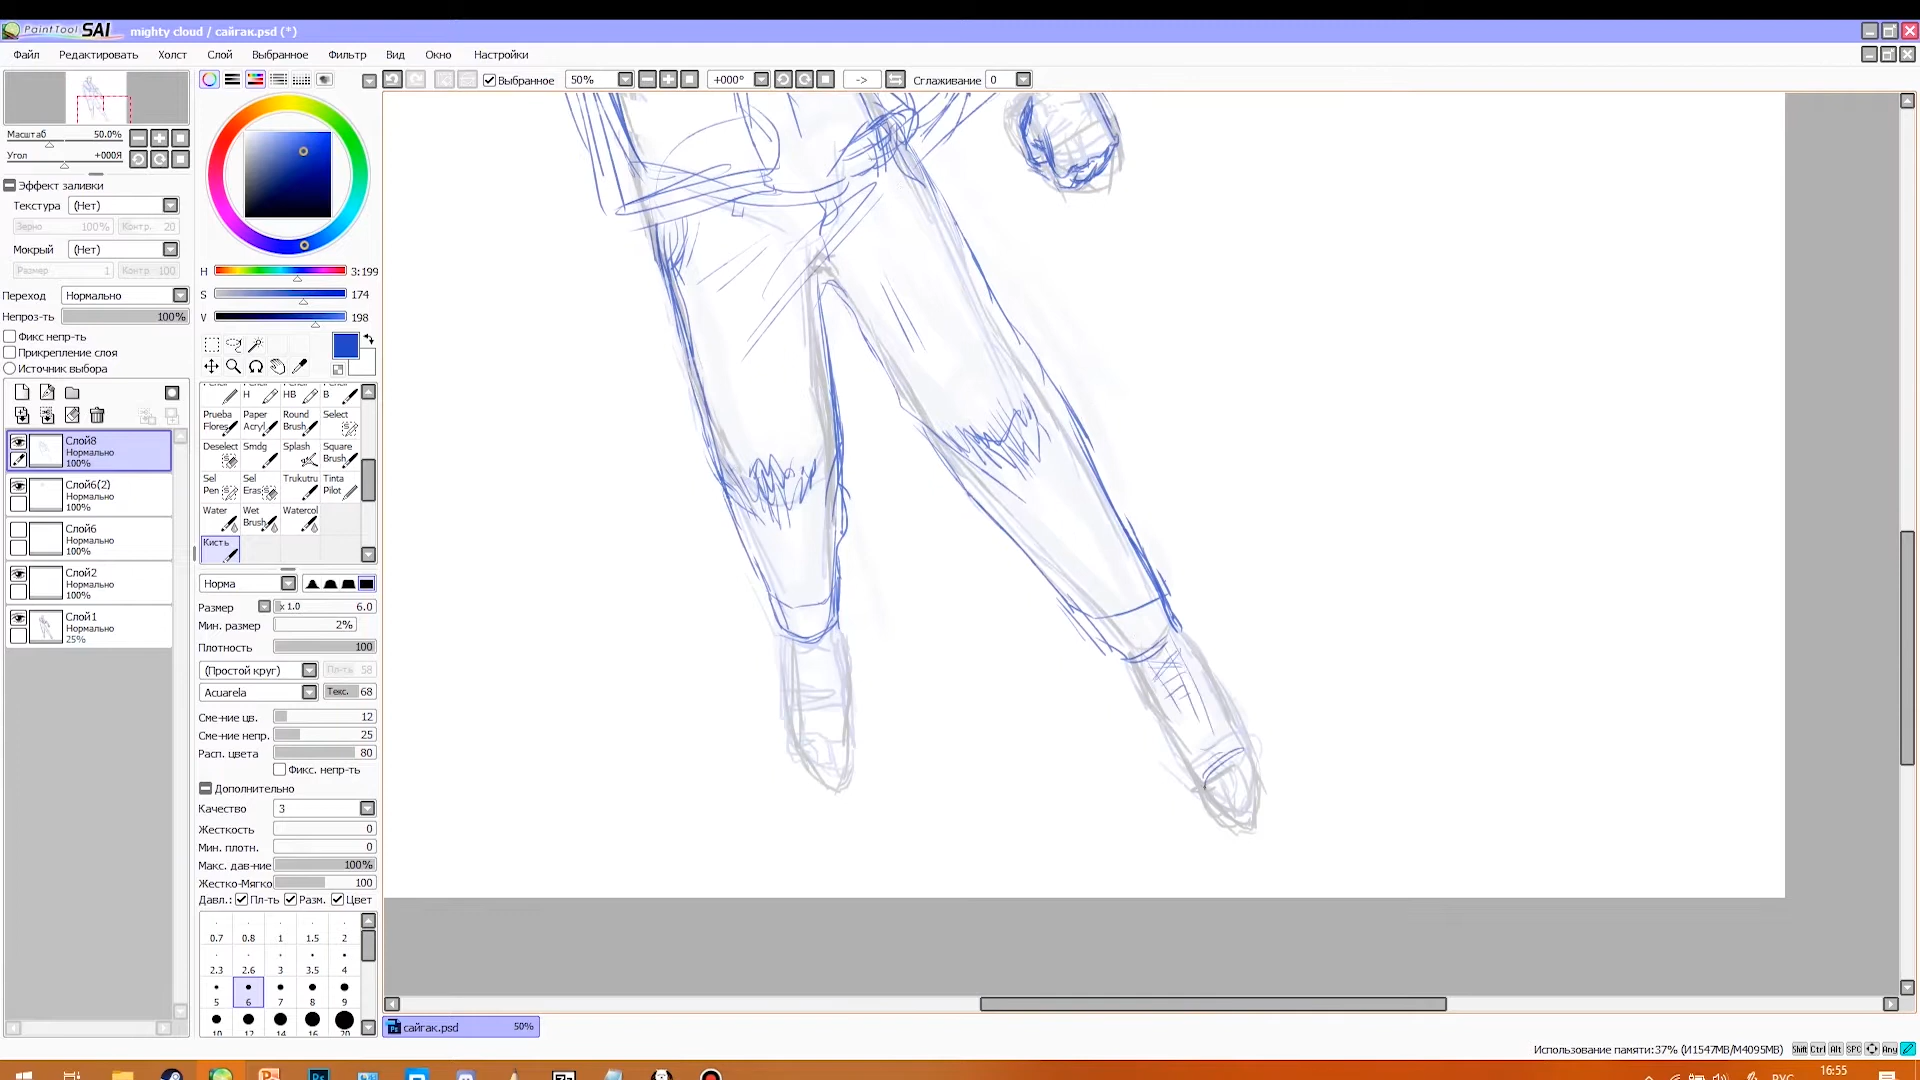 PaintTool SAI mighty cloud / сайгак.psd (*)
Файл Редактировать Холст Слой Выбранное Фильтр Вид Окно Настройки
Выбранное 50% +000° -> Сглаживание 0
Масштаб 50.0%
Угол +000Я
Эффект заливки
Текстура (Нет)
Зерно 100% Контр. 20
Мокрый (Нет)
Размер 1 Контр 100
Переход Нормально
Непроз-ть 100%
Фикс непр-ть
Прикрепление слоя
Источник выбора
Слой8
Нормально
100%
Слой6(2)
Нормально
100%
Слой6
Нормально
100%
Слой2
Нормально
100%
Слой1
Нормально
25%
H 3:199
S 174
V 198
H HB B
Prueba Flores Paper Acryl Round Brush Select
Deselect Smdg Splash Square Brush
Sel Pen Sel Eras Trukutru Tinta Pilot
Water Wet Brush Watercol
Кисть
Норма
Размер x 1.0 6.0
Мин. размер 2%
Плотность 100
(Простой круг) Пл-ть 58
Acuarela Текс. 68
Сме-ние цв. 12
Сме-ние непр. 25
Расп. цвета 80
Фикс. непр-ть
Дополнительно
Качество 3
Жесткость 0
Мин. плотн. 0
Макс. дав-ние 100%
Жестко-Мягко 100
Давл.: Пл-ть Разм. Цвет
0.7 0.8 1 1.5 2
2.3 2.6 3 3.5 4
5 6 7 8 9
10 12 14 16 20
сайгак.psd 50%
Использование памяти:37% (И1547МВ/М4095МВ) Shift Ctrl Alt SPC Any
РУС 16:55